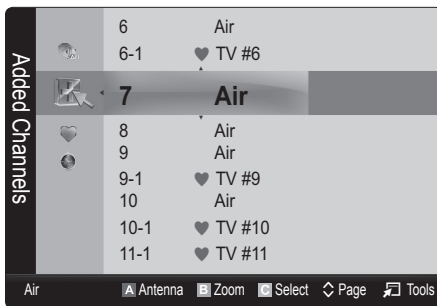 Added Channels
6 Air
6-1 ♥ TV #6
7 Air
8 Air
9 Air
9-1 ♥ TV #9
10 Air
10-1 ♥ TV #10
11-1 ♥ TV #11
Air A Antenna B Zoom C Select Page Tools